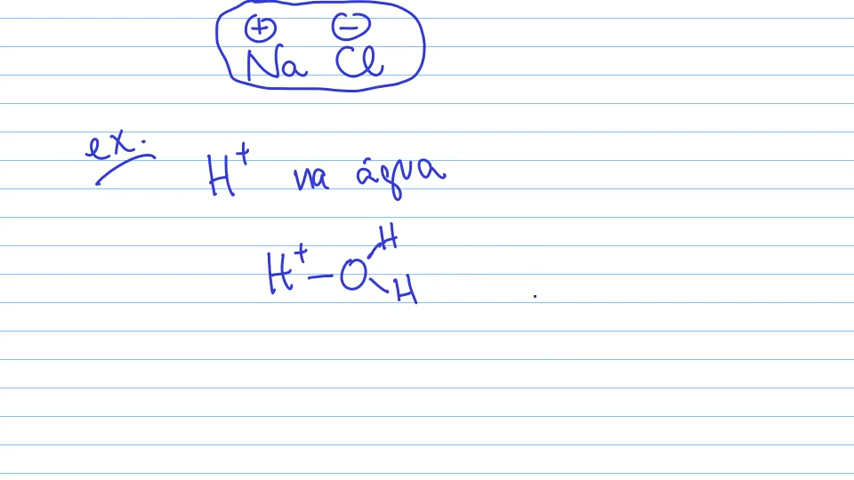 ⊕ ⊖
Na Cl
ex.
H⁺ na água
H
H⁺—O
H